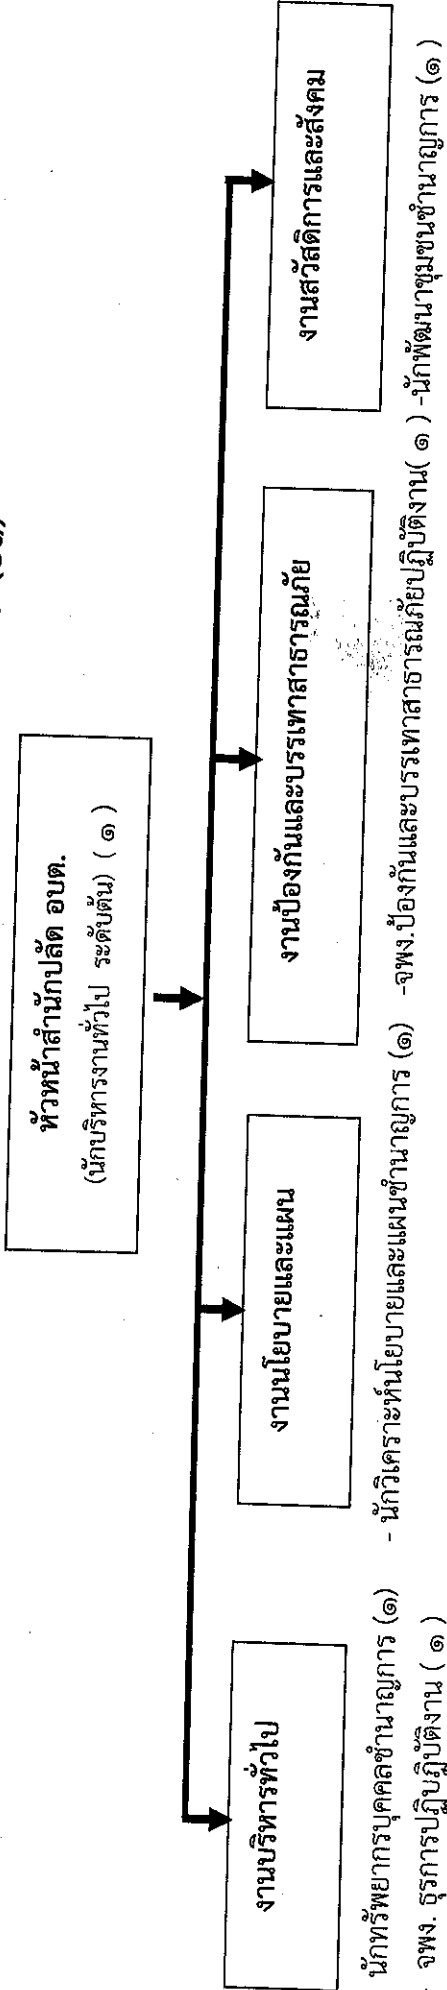 หัวหน้าสำนักปลัด อบต.
(นักบริหารงานทั่วไป ระดับต้น) ( ๑ )
งานบริหารทั่วไป
งานนโยบายและแผน
งานป้องกันและบรรเทาสาธารณภัย
งานสวัสดิการและสังคม
นักทรัพยากรบุคคลชำนาญการ (๑)
- จพง. ธุรการปฏิบัติงาน ( ๑ )
- นักวิเคราะห์นโยบายและแผนชำนาญการ (๑)
-จพง.ป้องกันและบรรเทาสาธารณภัยปฏิบัติงาน( ๑ )
-นักพัฒนาชุมชนชำนาญการ (๑ )